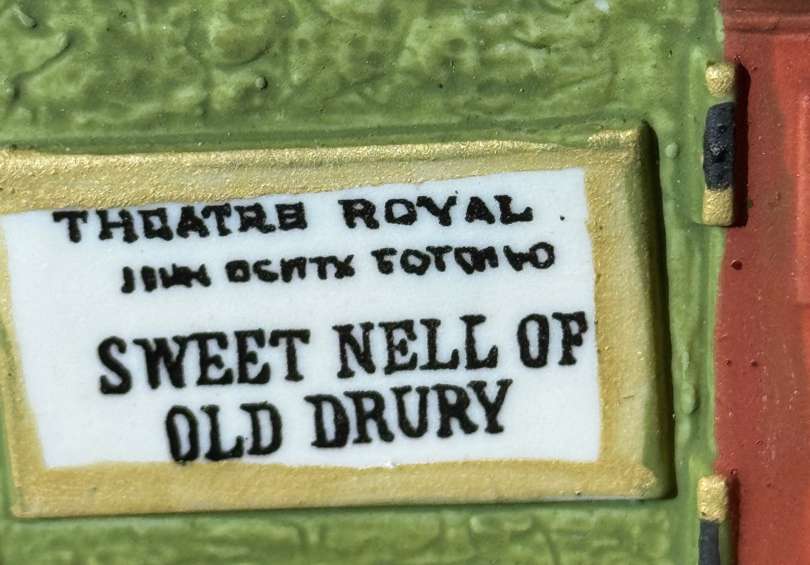 THEATRE ROYAL
SWEET NELL OF
OLD DRURY